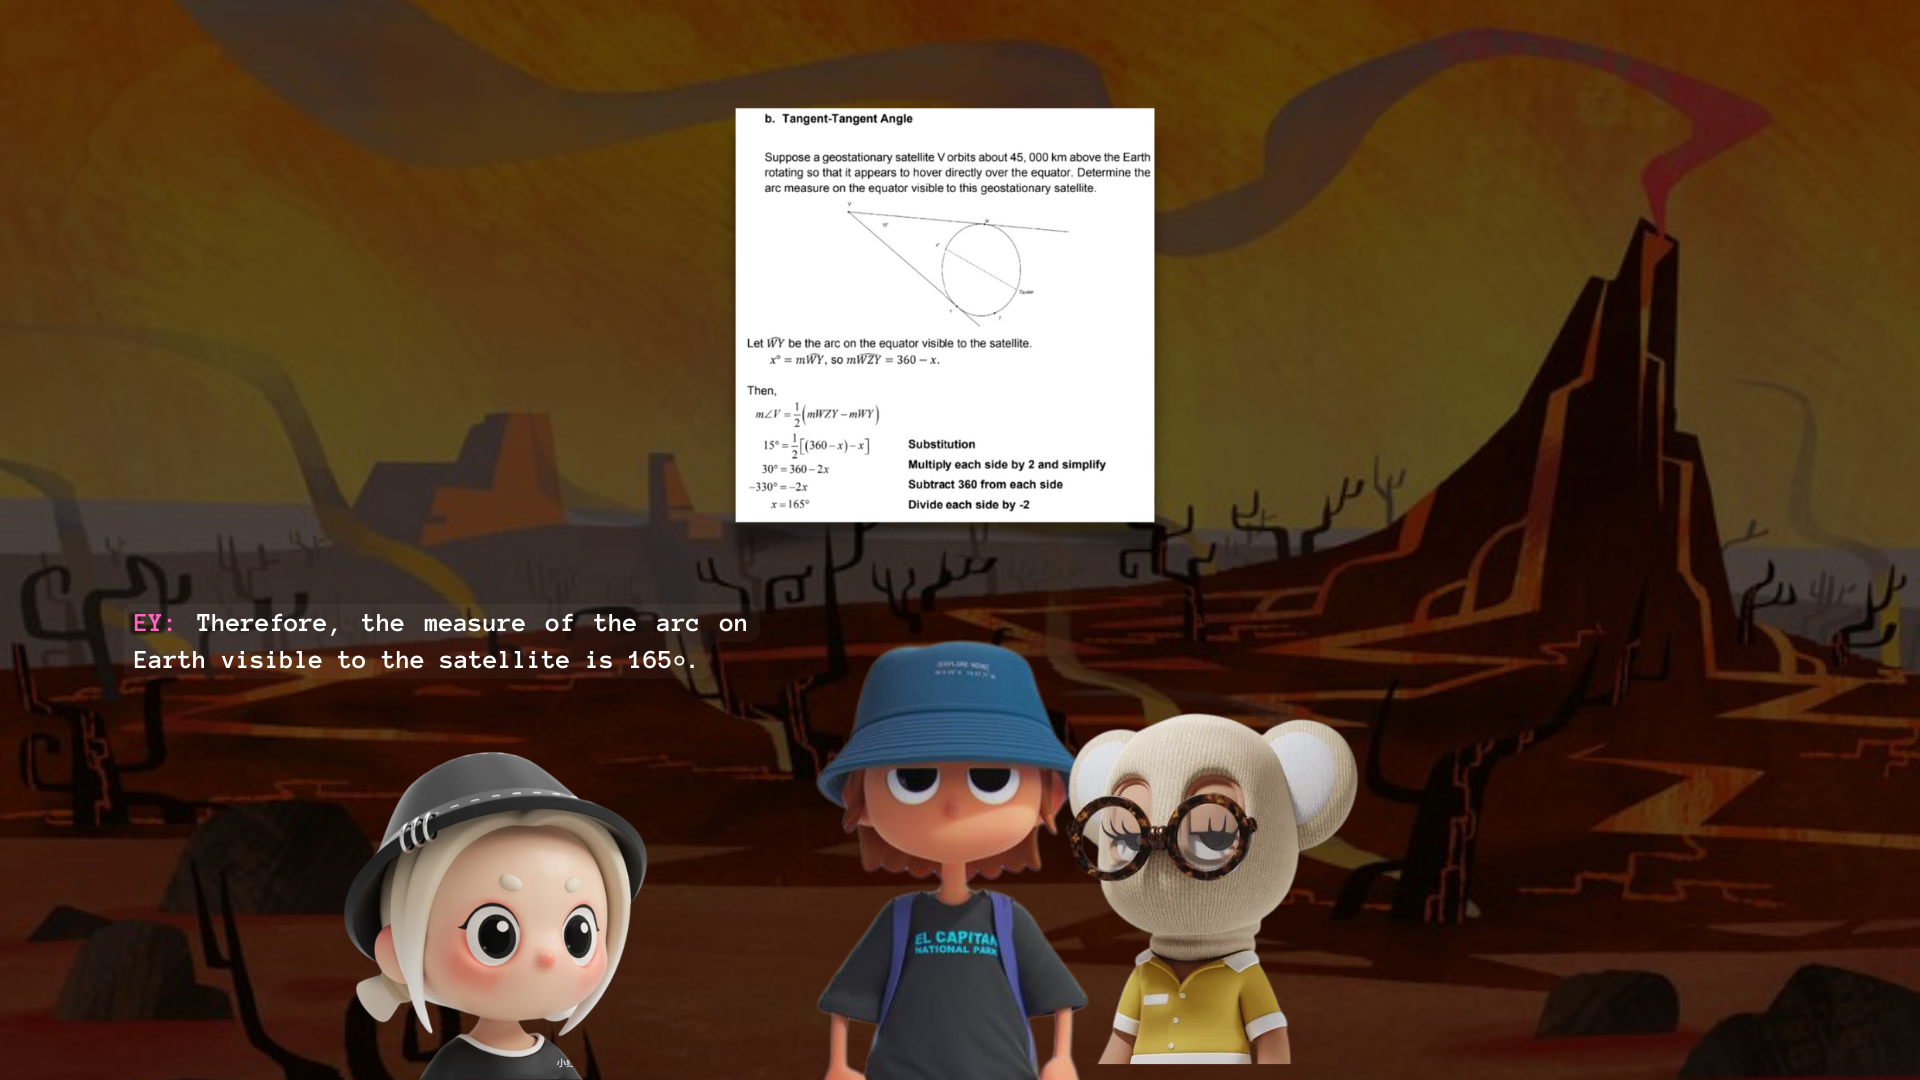 b. Tangent-Tangent Angle
Suppose a geostationary satellite V orbits about 45, 000 km above the Earth
rotating so that it appears to hover directly over the equator. Determine the
arc measure on the equator visible to this geostationary satellite.
V
W
15°
Equator
Y
Z
Let WY be the arc on the equator visible to the satellite.
x° = mWY, so mWZY = 360 − x.
Then,
m∠V = 1/2 (mWZY − mWY)
15° = 1/2 [(360 − x) − x] Substitution
30° = 360 − 2x Multiply each side by 2 and simplify
−330° = −2x Subtract 360 from each side
x = 165° Divide each side by -2
EY: Therefore, the measure of the arc on
Earth visible to the satellite is 165o.
EL CAPITAN
NATIONAL PARK